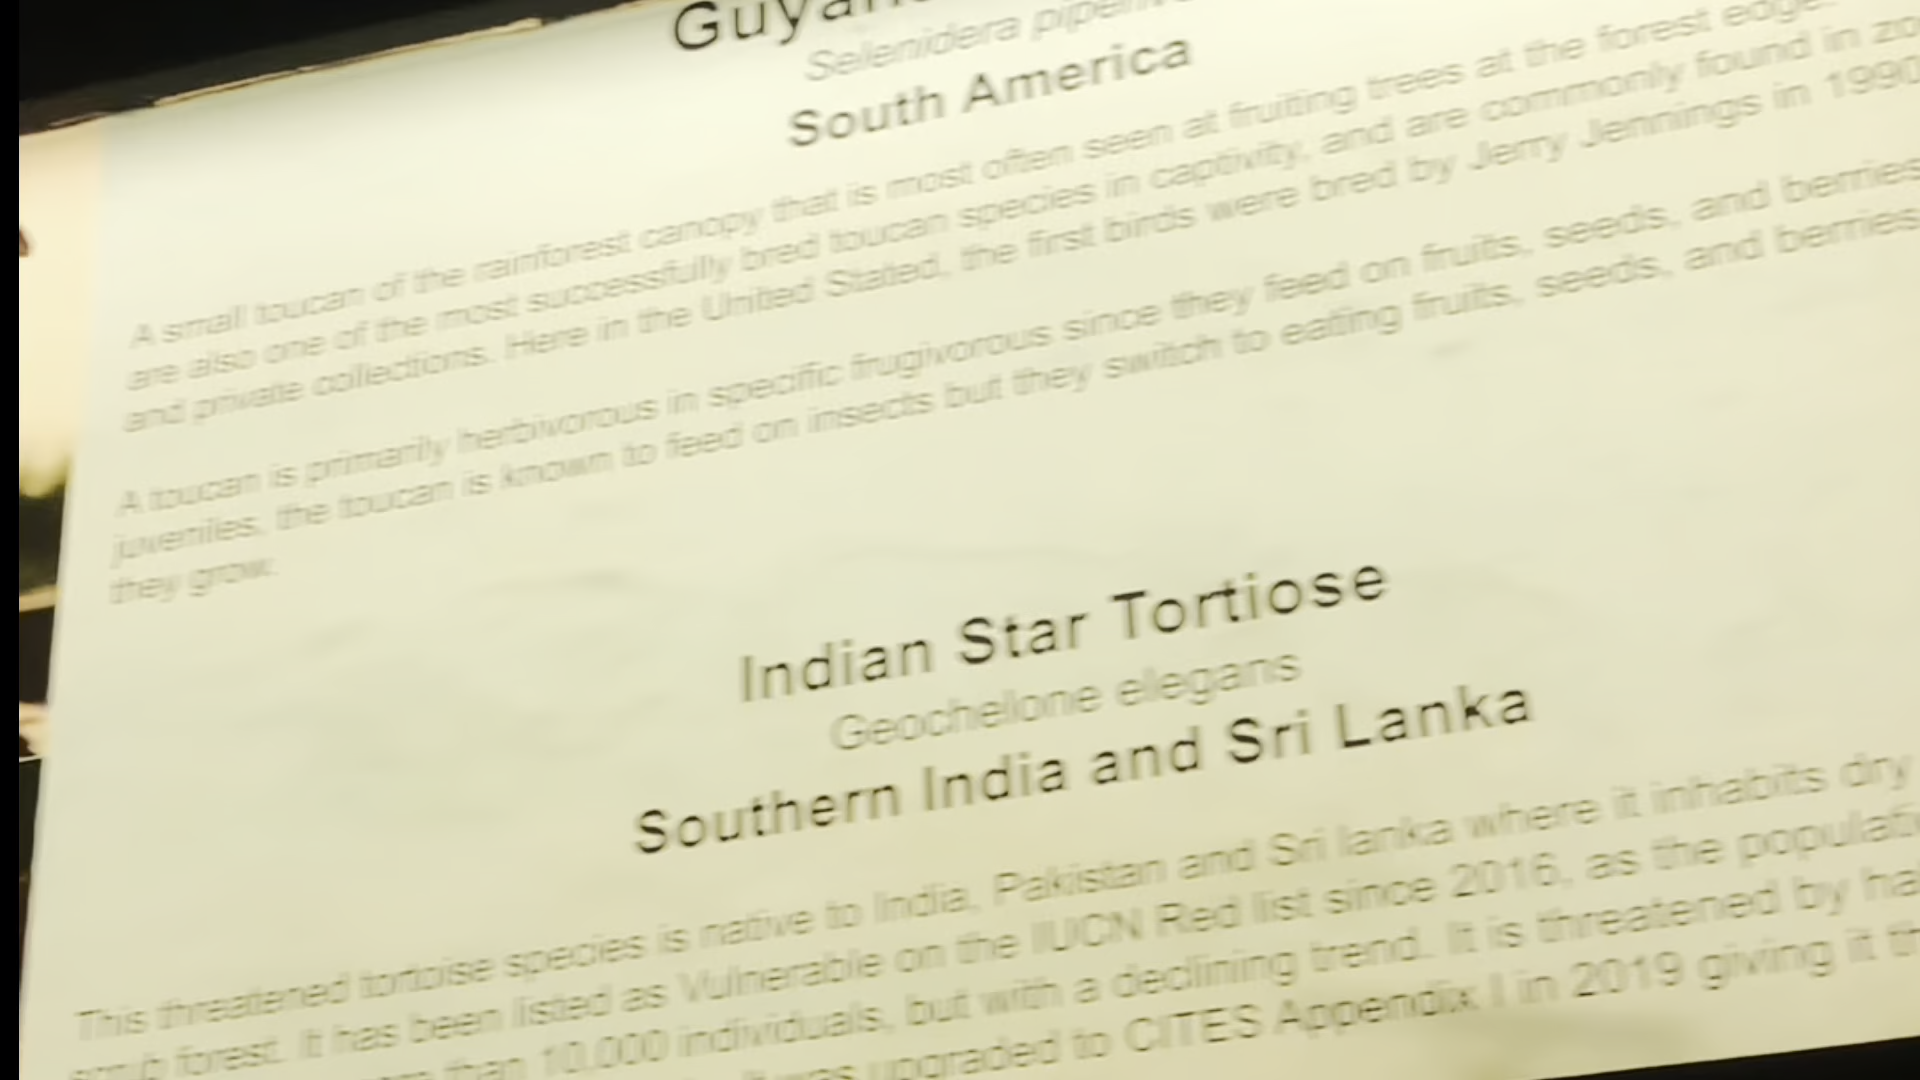 Guyan
Selenidera
South America
A small toucan of the rainforest canopy that is most often seen at fruiting trees at the forest edge.
are also one of the most successfully bred toucan species in captivity, and are commonly found in zo
and private collections. Here in the United Stated, the first birds were bred by Jerry Jennings in 1990
A toucan is primarily herbivorous in specific frugivorous since they feed on fruits, seeds, and berries
juveniles, the toucan is known to feed on insects but they switch to eating fruits, seeds, and berries
they grow.
Indian Star Tortiose
Geochelone elegans
Southern India and Sri Lanka
This threatened tortoise species is native to India, Pakistan and Sri lanka where it inhabits dry
scrub forest. It has been listed as Vulnerable on the IUCN Red list since 2016, as the populati
than 10,000 individuals, but with a declining trend. It is threatened by ha
was upgraded to CITES Appendix I in 2019 giving it th